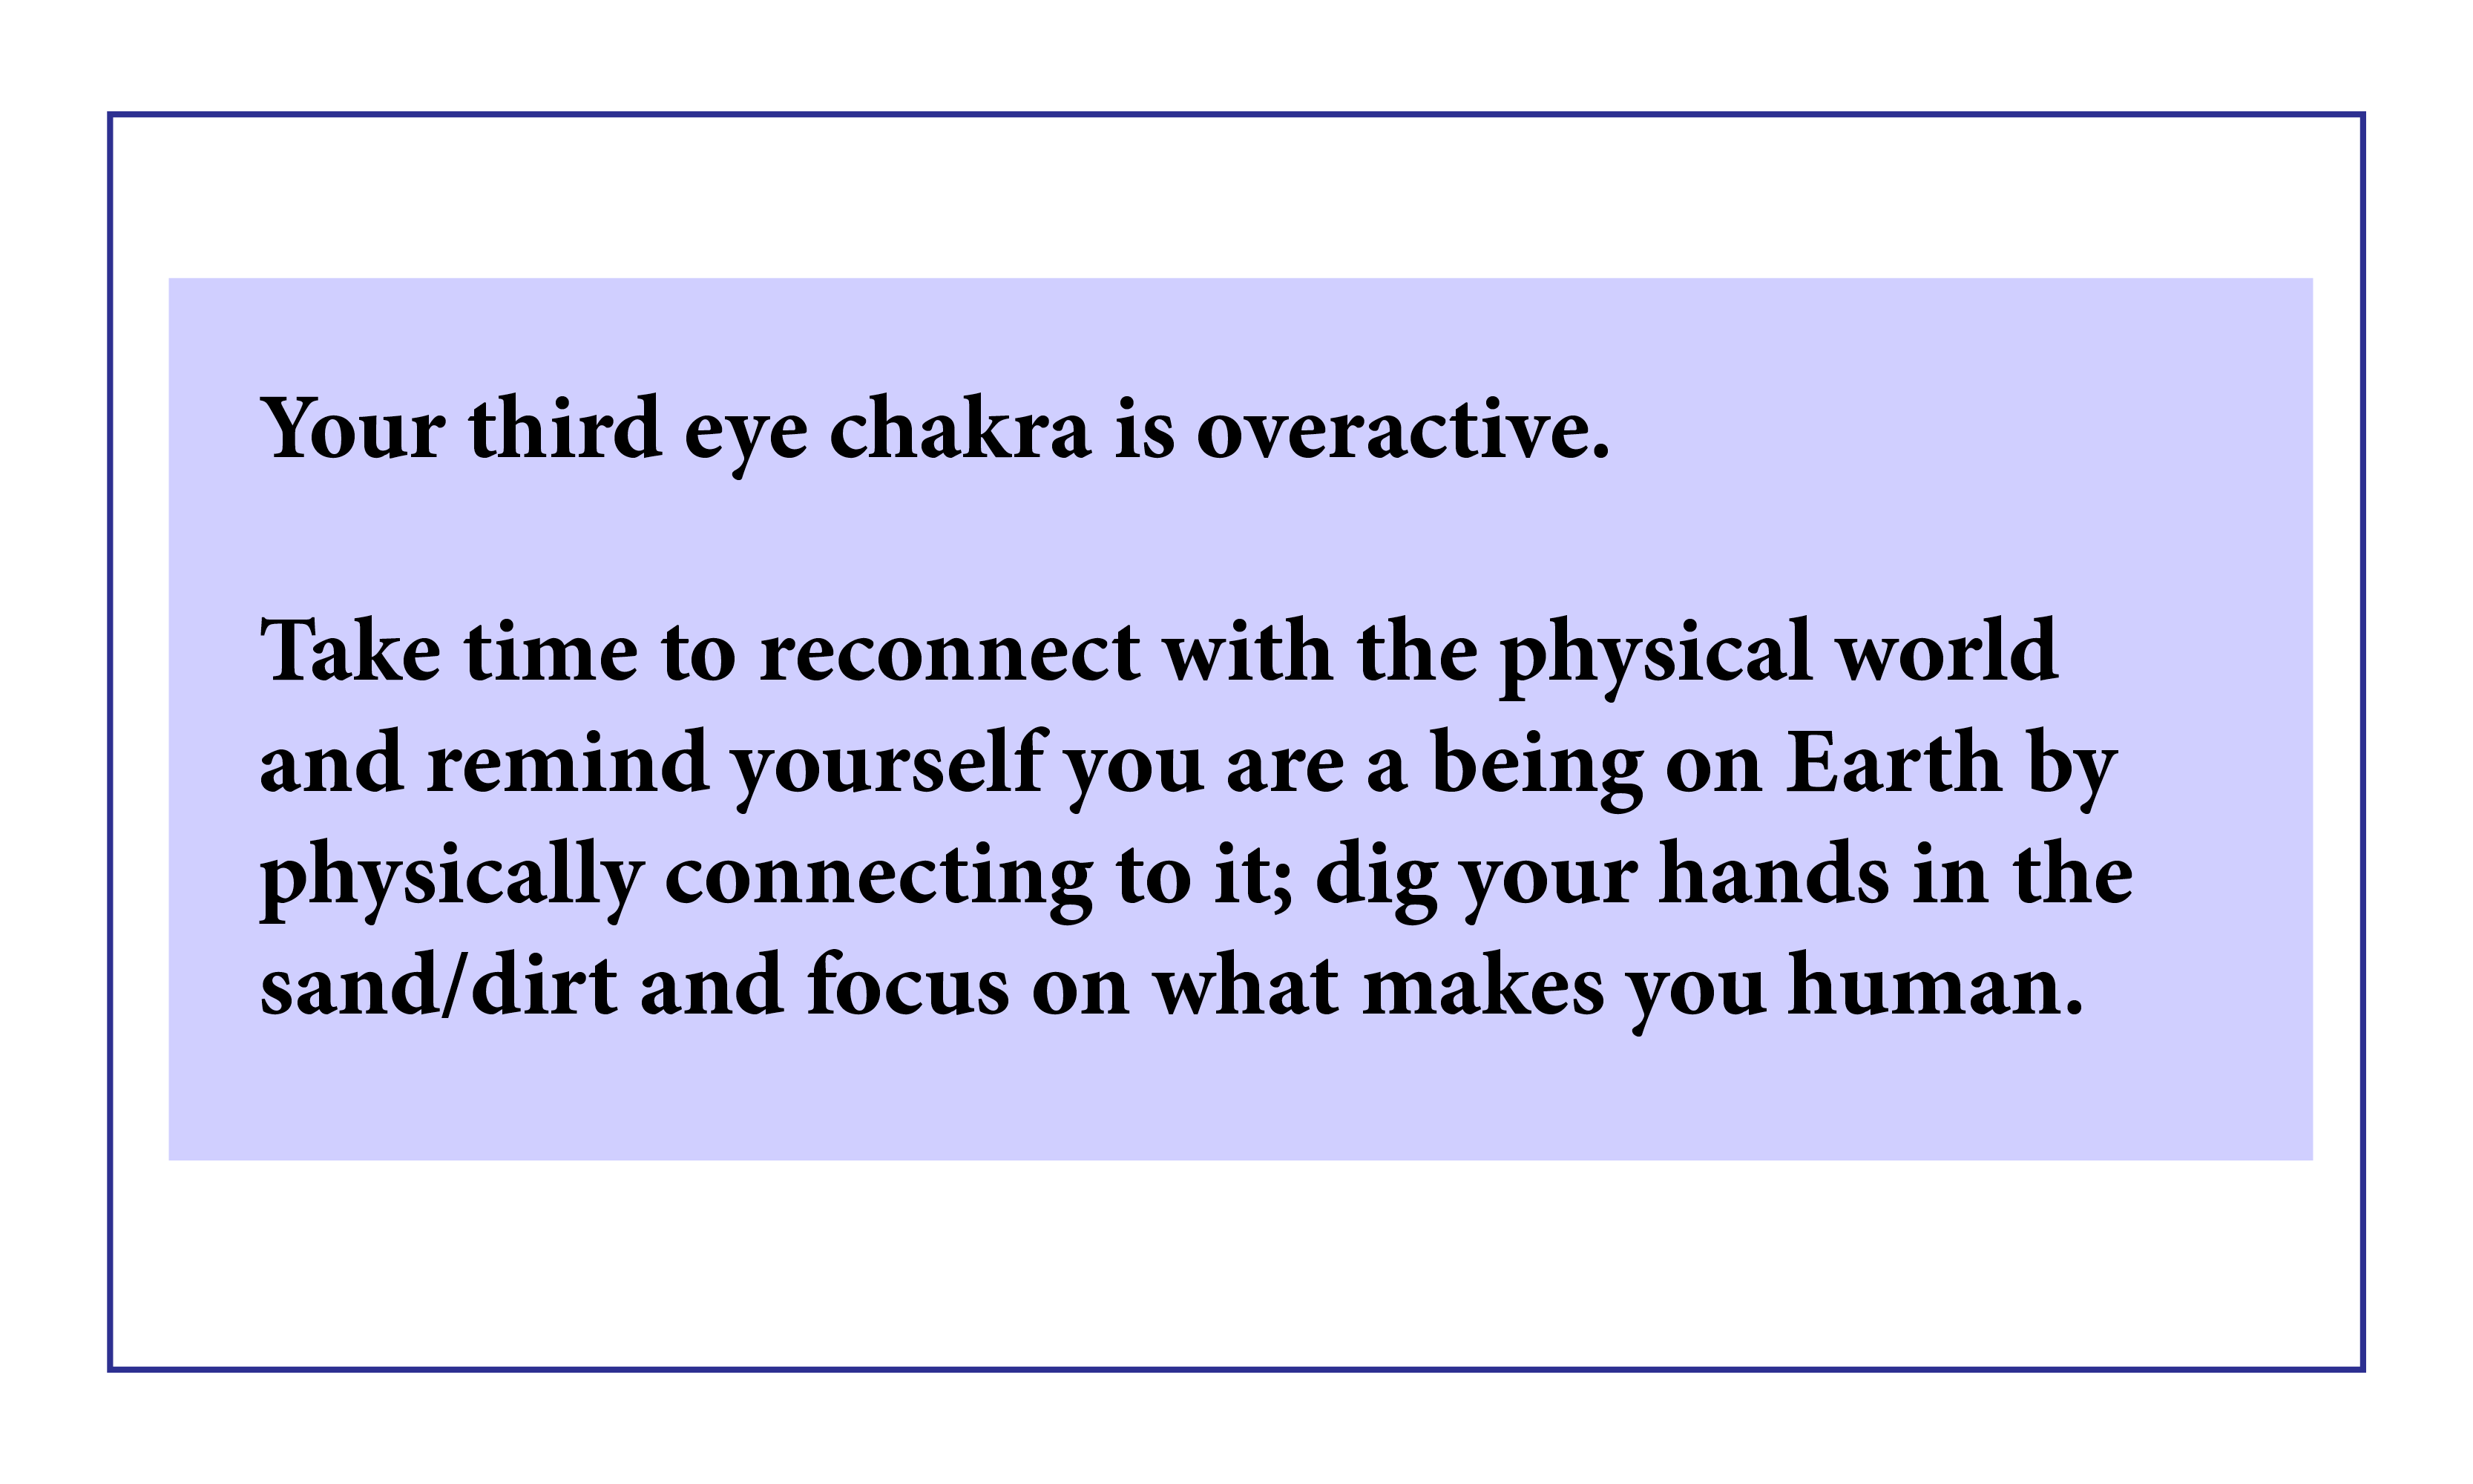 Your third eye chakra is overactive.
Take time to reconnect with the physical world
and remind yourself you are a being on Earth by
physically connecting to it; dig your hands in the
sand/dirt and focus on what makes you human.